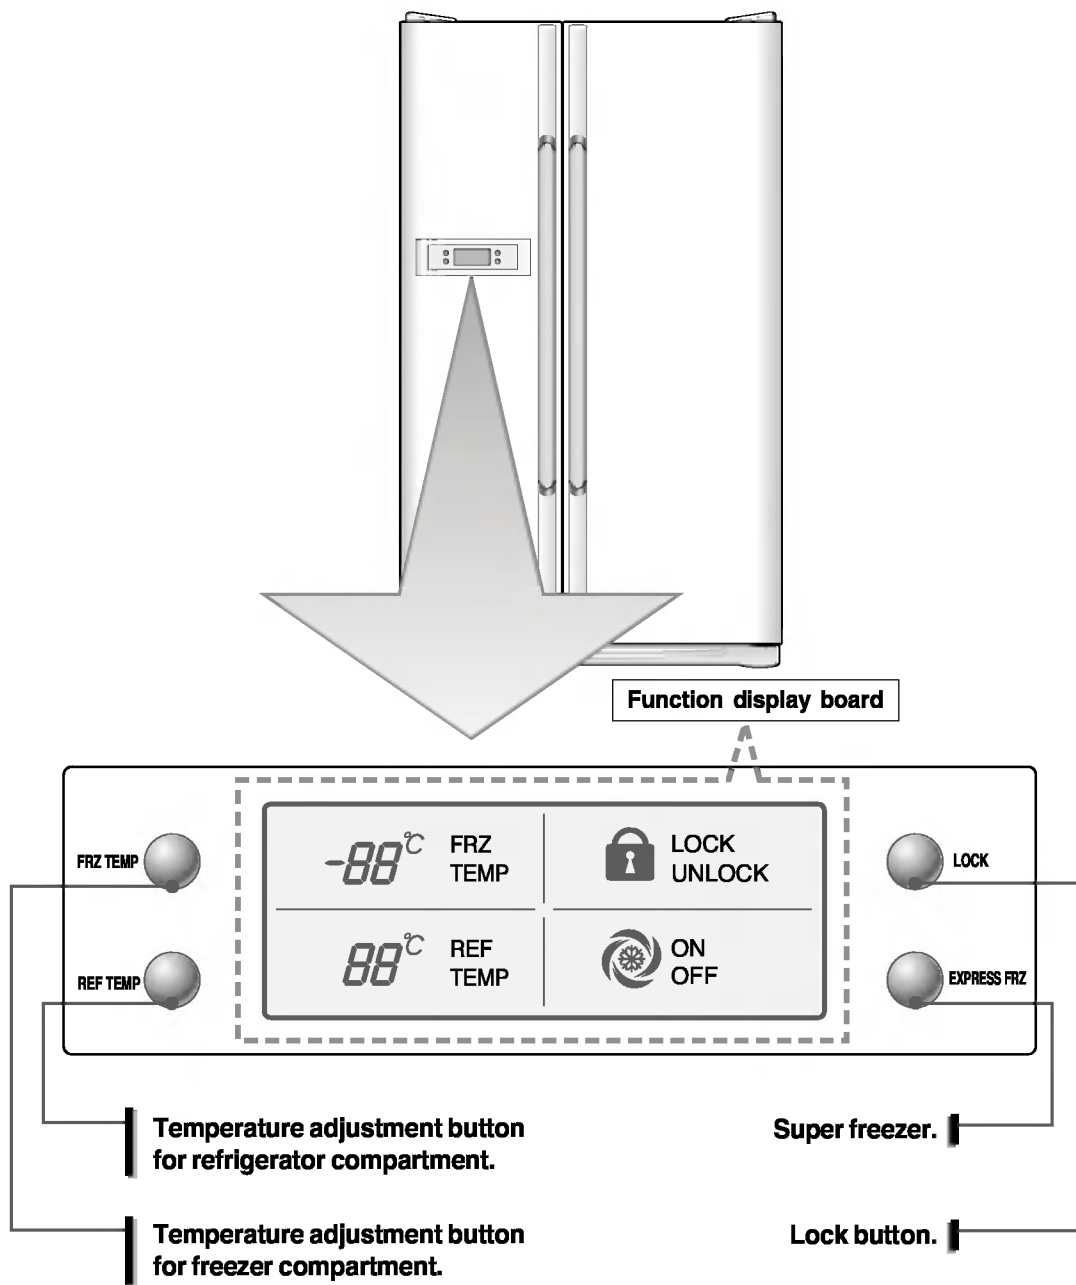 Function display board
FRZ TEMP
-88°C FRZ
TEMP
LOCK
UNLOCK
LOCK
REF TEMP
88°C REF
TEMP
ON
OFF
EXPRESS FRZ
Temperature adjustment button
for refrigerator compartment.
Super freezer.
Temperature adjustment button
for freezer compartment.
Lock button.